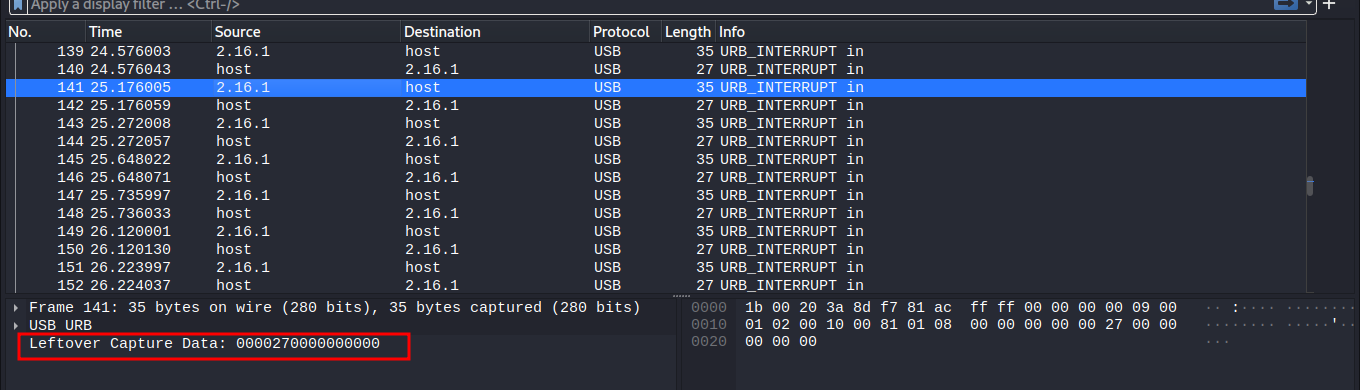 Apply a display filter … <Ctrl-/>
No. Time Source Destination Protocol Length Info
139 24.576003 2.16.1 host USB 35 URB_INTERRUPT in
140 24.576043 host 2.16.1 USB 27 URB_INTERRUPT in
141 25.176005 2.16.1 host USB 35 URB_INTERRUPT in
142 25.176059 host 2.16.1 USB 27 URB_INTERRUPT in
143 25.272008 2.16.1 host USB 35 URB_INTERRUPT in
144 25.272057 host 2.16.1 USB 27 URB_INTERRUPT in
145 25.648022 2.16.1 host USB 35 URB_INTERRUPT in
146 25.648071 host 2.16.1 USB 27 URB_INTERRUPT in
147 25.735997 2.16.1 host USB 35 URB_INTERRUPT in
148 25.736033 host 2.16.1 USB 27 URB_INTERRUPT in
149 26.120001 2.16.1 host USB 35 URB_INTERRUPT in
150 26.120130 host 2.16.1 USB 27 URB_INTERRUPT in
151 26.223997 2.16.1 host USB 35 URB_INTERRUPT in
152 26.224037 host 2.16.1 USB 27 URB_INTERRUPT in
Frame 141: 35 bytes on wire (280 bits), 35 bytes captured (280 bits)
USB URB
Leftover Capture Data: 0000270000000000
0000 1b 00 20 3a 8d f7 81 ac ff ff 00 00 00 00 09 00 ·· :···· ········
0010 01 02 00 10 00 81 01 08 00 00 00 00 00 27 00 00 ········ ·····'··
0020 00 00 00 ···